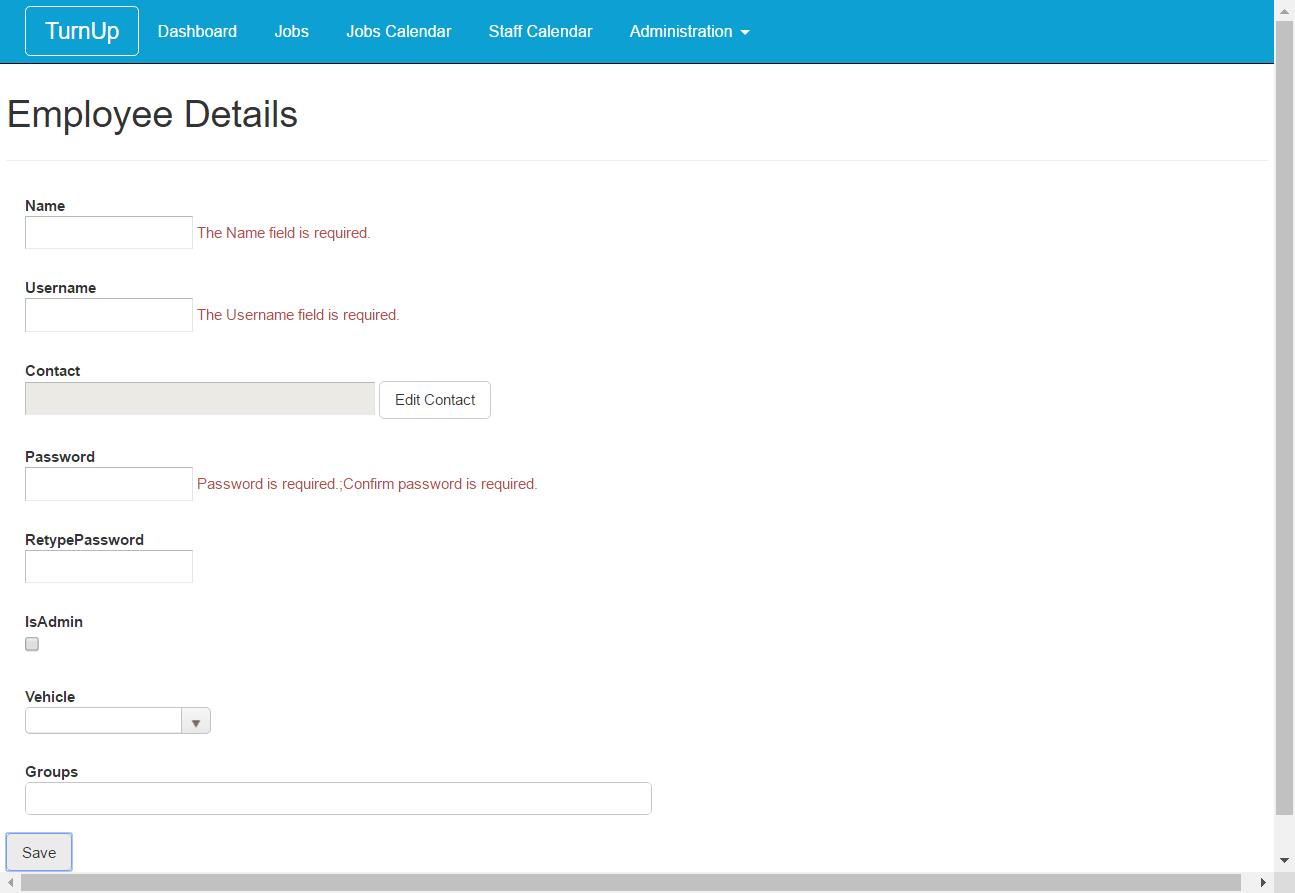 TurnUp Dashboard Jobs Jobs Calendar Staff Calendar Administration
Employee Details
Name
The Name field is required.
Username
The Username field is required.
Contact
Edit Contact
Password
Password is required.;Confirm password is required.
RetypePassword
IsAdmin
Vehicle
Groups
Save